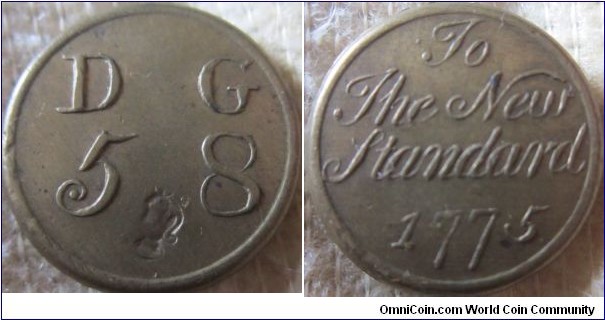 D G
5 8
To
The New
Standard
1775
OmniCoin.com World Coin Community